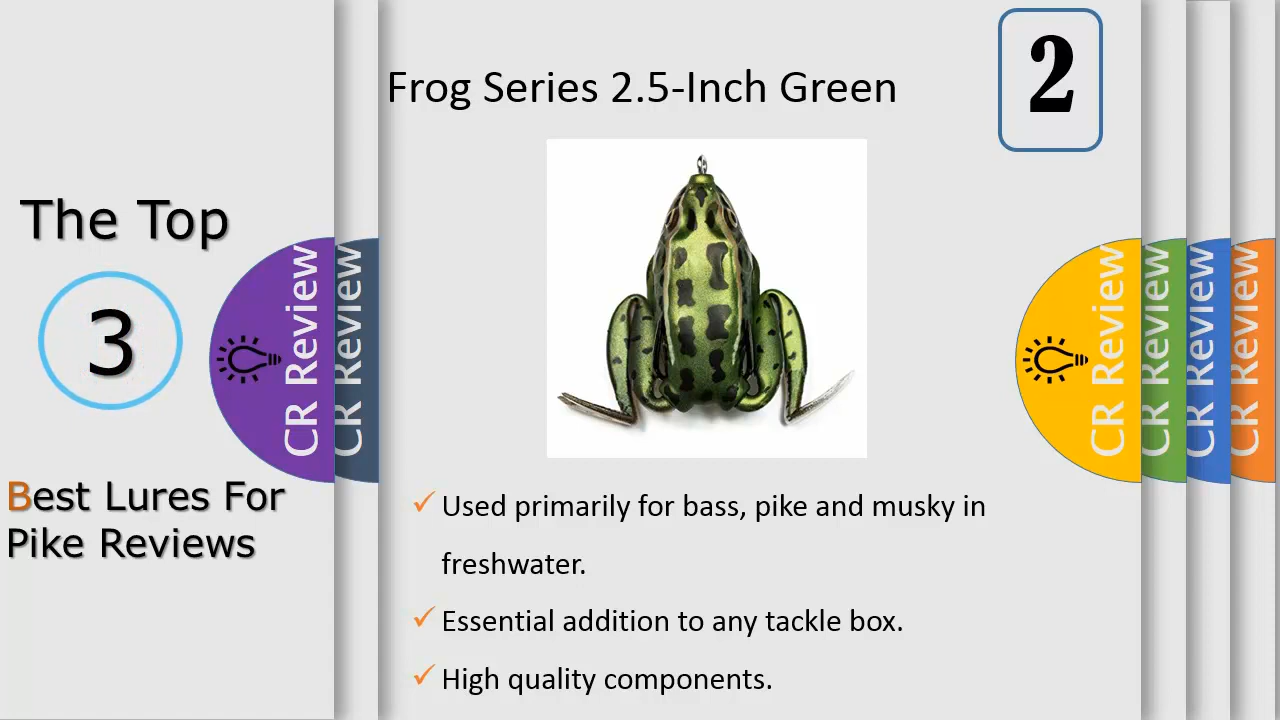 Frog Series 2.5-Inch Green
2
The Top
3
Best Lures For
Pike Reviews
CR Review
CR Review
CR Review
CR Review
CR Review
CR Review
Used primarily for bass, pike and musky in
freshwater.
Essential addition to any tackle box.
High quality components.